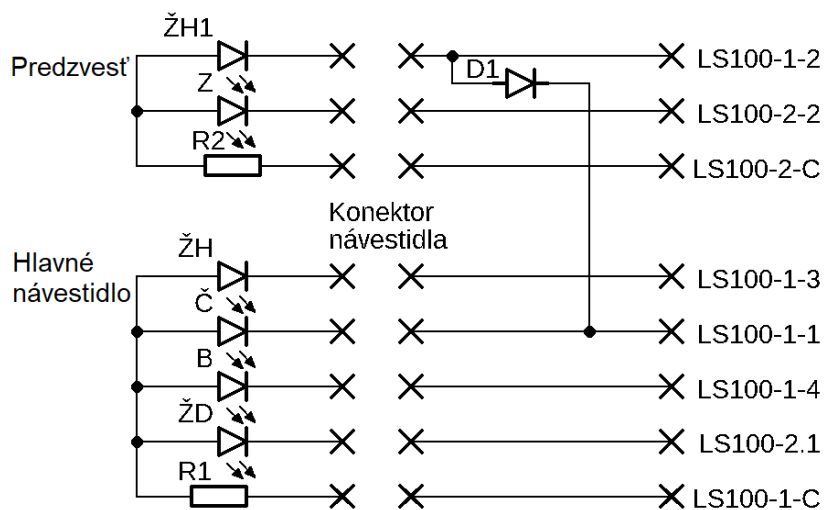 ŽH1
Predzvesť
D1
LS100-1-2
Z
LS100-2-2
R2
LS100-2-C
Konektor
návestidla
ŽH
Hlavné
návestidlo
LS100-1-3
Č
LS100-1-1
B
LS100-1-4
ŽD
LS100-2.1
R1
LS100-1-C